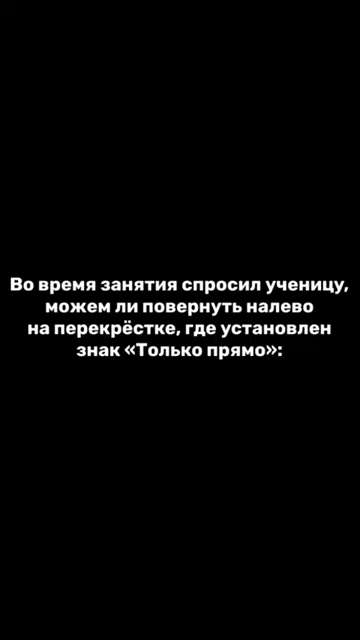 Во время занятия спросил ученицу,
можем ли повернуть налево
на перекрёстке, где установлен
знак «Только прямо»: